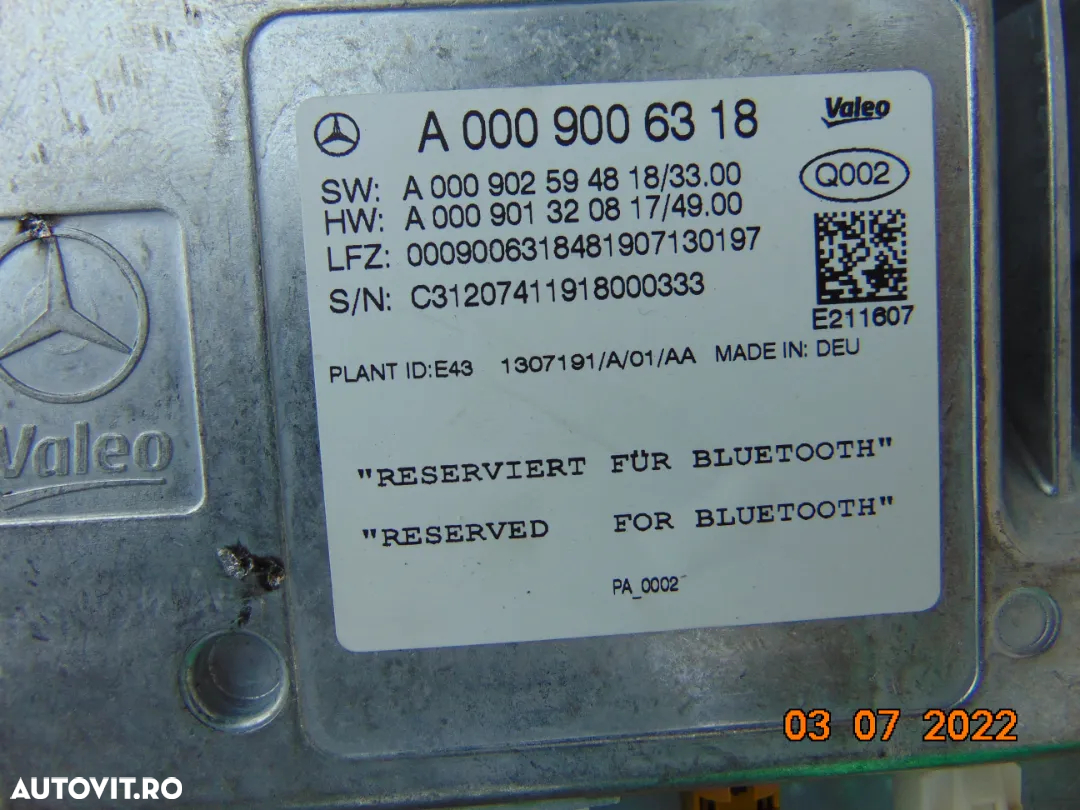 A 000 900 63 18
Valeo
SW: A 000 902 59 48 18/33.00
HW: A 000 901 32 08 17/49.00
Q002
LFZ: 0009006318481907130197
S/N: C31207411918000333
E211607
PLANT ID:E43 1307191/A/01/AA MADE IN: DEU
Valeo
"RESERVIERT FÜR BLUETOOTH"
"RESERVED FOR BLUETOOTH"
PA_0002
03 07 2022
AUTOVIT.RO